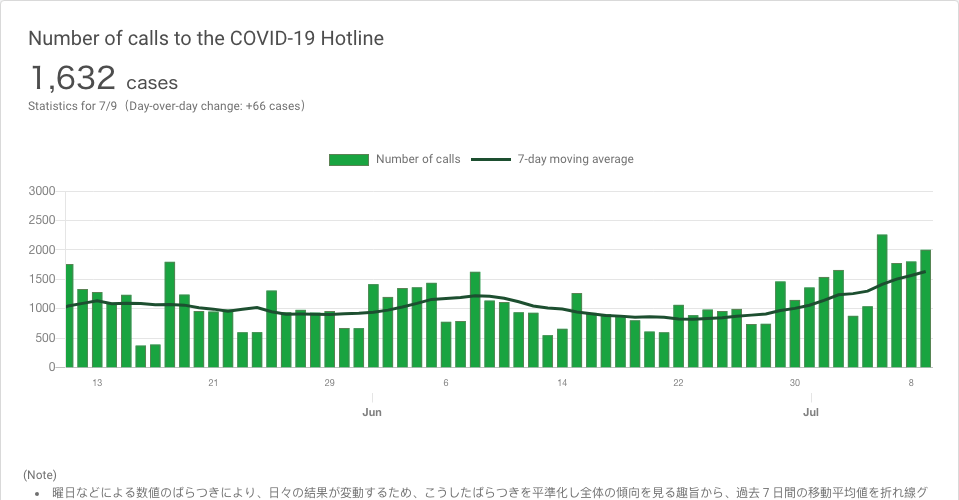 Number of calls to the COVID-19 Hotline
1,632 cases
Statistics for 7/9（Day-over-day change: +66 cases）
Number of calls 7-day moving average
3000
2500
2000
1500
1000
500
0
13 21 29 6 14 22 30 8
Jun Jul
(Note)
• 曜日などによる数値のばらつきにより、日々の結果が変動するため、こうしたばらつきを平準化し全体の傾向を見る趣旨から、過去７日間の移動平均値を折れ線グ